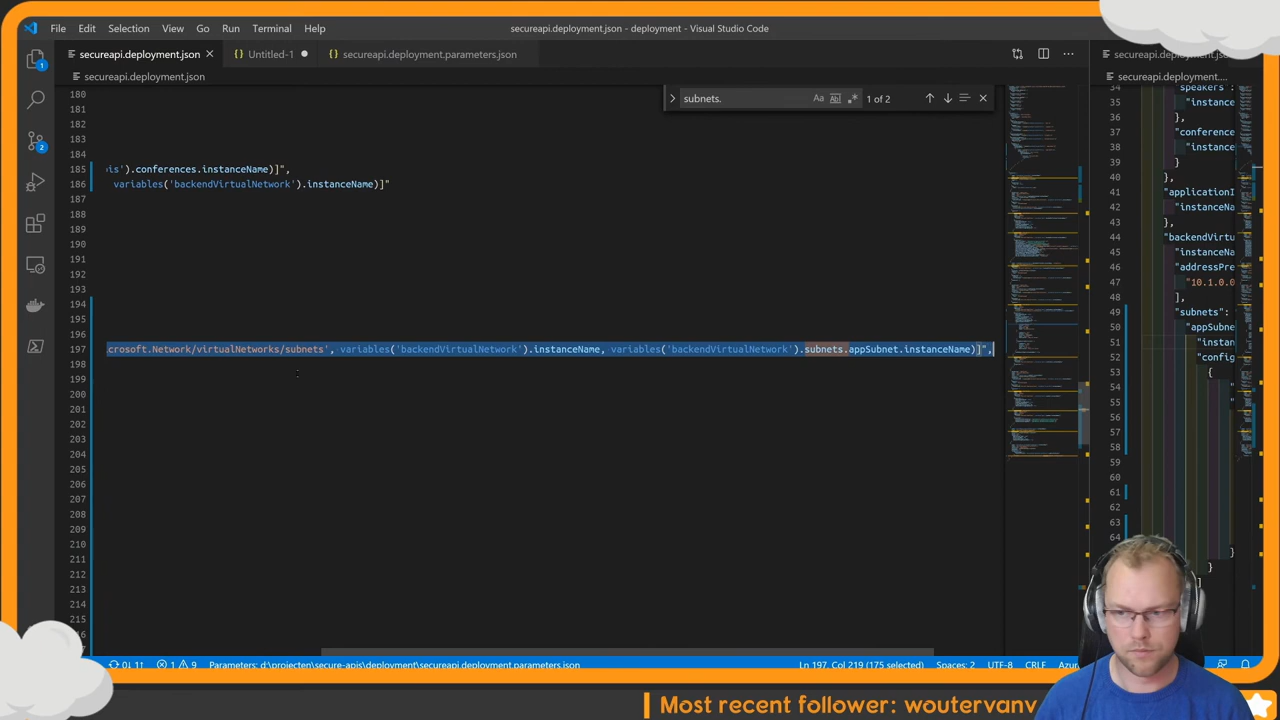 File Edit Selection View Go Run Terminal Help
secureapi.deployment.json - deployment - Visual Studio Code
secureapi.deployment.json
Untitled-1
secureapi.deployment.parameters.json
secureapi.deployment.json
subnets.
1 of 2
180
181
182
183
184
185 is').conferences.instanceName)]",
186 variables('backendVirtualNetwork').instanceName)]"
187
188
189
190
191
192
193
194
195
196
197 crosoft.Network/virtualNetworks/subnets', variables('backendVirtualNetwork').instanceName, variables('backendVirtualNetwork').subnets.appSubnet.instanceName)]",
198
199
200
201
202
203
204
205
206
207
208
209
210
211
212
213
214
215
secureapi.deployment....
34 "speakers"
35 "instance
36 },
37 "conference
38 "instance
39 }
40 },
41 "applicationI
42 "instanceNa
43 },
44 "backendVirtu
45 "instanceNa
46 "addressPre
47 "10.1.0.0
48 ],
49 "subnets":
50 "appSubne
51 "instan
52 "config
53 {
54
55
56
57
58
59
60 }
61
62
63
64
}
]
0↓ 1↑
1 9
Parameters: d:\projecten\secure-apis\deployment\secureapi.deployment.parameters.json
Ln 197, Col 219 (175 selected)
Spaces: 2
UTF-8
CRLF
Most recent follower: woutervanv